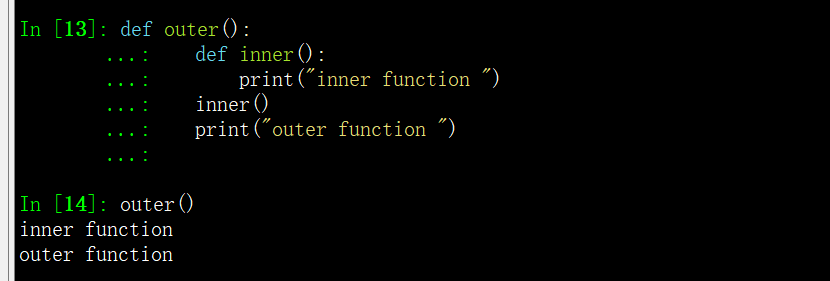 In [13]: def outer():
    ...:     def inner():
    ...:         print("inner function ")
    ...:     inner()
    ...:     print("outer function ")
    ...:
In [14]: outer()
inner function
outer function